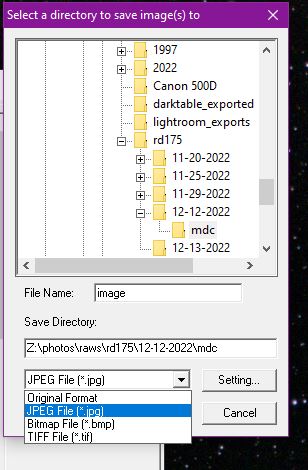 Select a directory to save image(s) to
1997
2022
Canon 500D
darktable_exported
lightroom_exports
rd175
11-20-2022
11-25-2022
11-29-2022
12-12-2022
mdc
12-13-2022
File Name: image
Save Directory:
Z:\photos\raws\rd175\12-12-2022\mdc
JPEG File (*.jpg) Setting...
Original Format
JPEG File (*.jpg)
Bitmap File (*.bmp)
TIFF File (*.tif)
Cancel